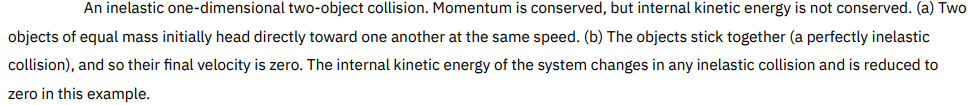 An inelastic one-dimensional two-object collision. Momentum is conserved, but internal kinetic energy is not conserved. (a) Two
objects of equal mass initially head directly toward one another at the same speed. (b) The objects stick together (a perfectly inelastic
collision), and so their final velocity is zero. The internal kinetic energy of the system changes in any inelastic collision and is reduced to
zero in this example.